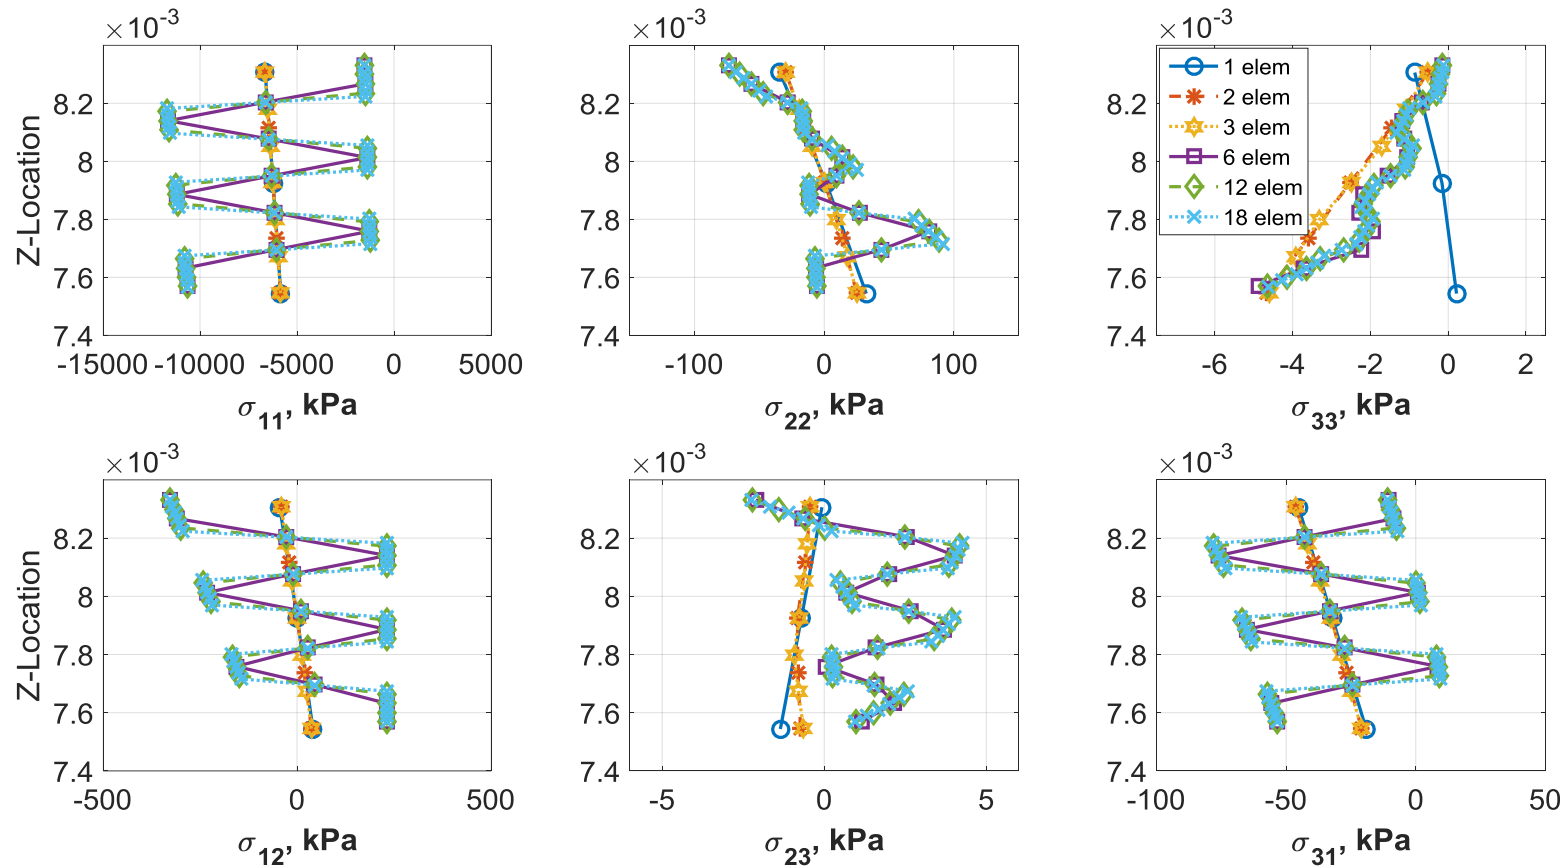 ×10⁻³ ×10⁻³ ×10⁻³
Z-Location
8.2
8
7.8
7.6
7.4
-15000 -10000 -5000 0 5000
σ₁₁, kPa
8.2
8
7.8
7.6
7.4
-100 0 100
σ₂₂, kPa
8.2
8
7.8
7.6
7.4
-6 -4 -2 0 2
σ₃₃, kPa
1 elem
2 elem
3 elem
6 elem
12 elem
18 elem
×10⁻³ ×10⁻³ ×10⁻³
Z-Location
8.2
8
7.8
7.6
7.4
-500 0 500
σ₁₂, kPa
8.2
8
7.8
7.6
7.4
-5 0 5
σ₂₃, kPa
8.2
8
7.8
7.6
7.4
-100 -50 0 50
σ₃₁, kPa